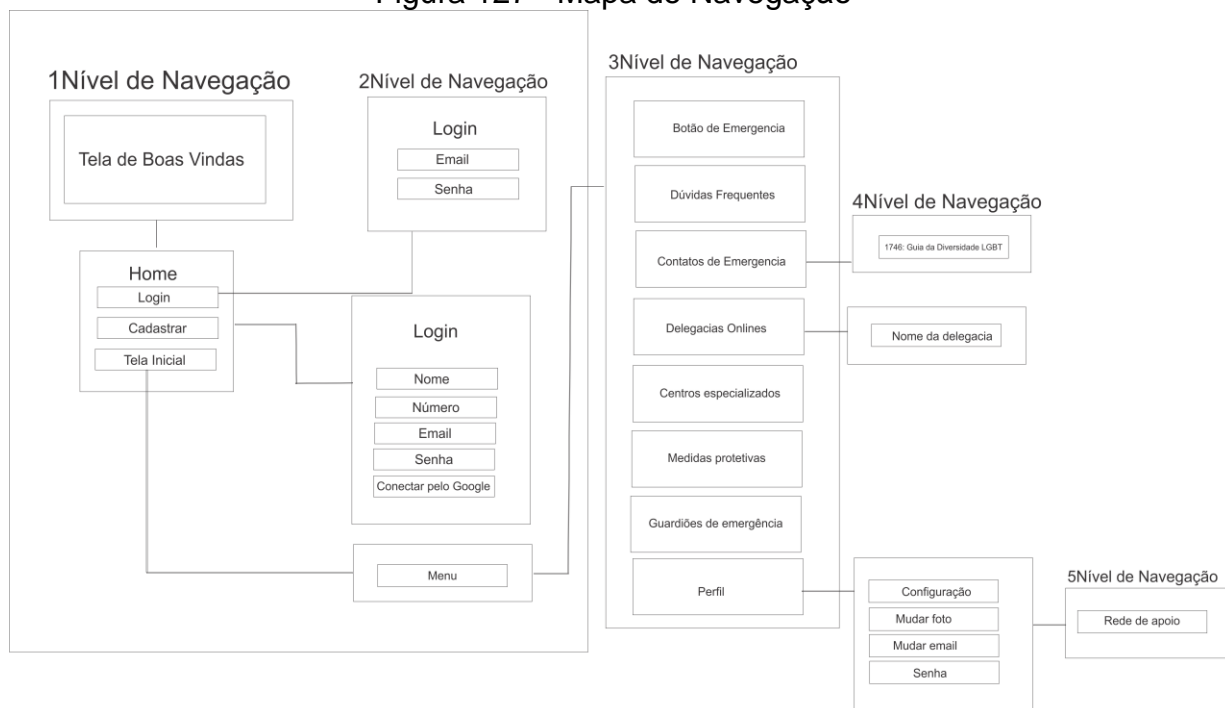 Figura 127 - Mapa de Navegação
1Nível de Navegação
Tela de Boas Vindas
Home
Login
Cadastrar
Tela Inicial
2Nível de Navegação
Login
Email
Senha
Login
Nome
Número
Email
Senha
Conectar pelo Google
Menu
3Nível de Navegação
Botão de Emergencia
Dúvidas Frequentes
Contatos de Emergencia
Delegacias Onlines
Centros especializados
Medidas protetivas
Guardiões de emergência
Perfil
4Nível de Navegação
1746: Guia da Diversidade LGBT
Nome da delegacia
Configuração
Mudar foto
Mudar email
Senha
5Nível de Navegação
Rede de apoio